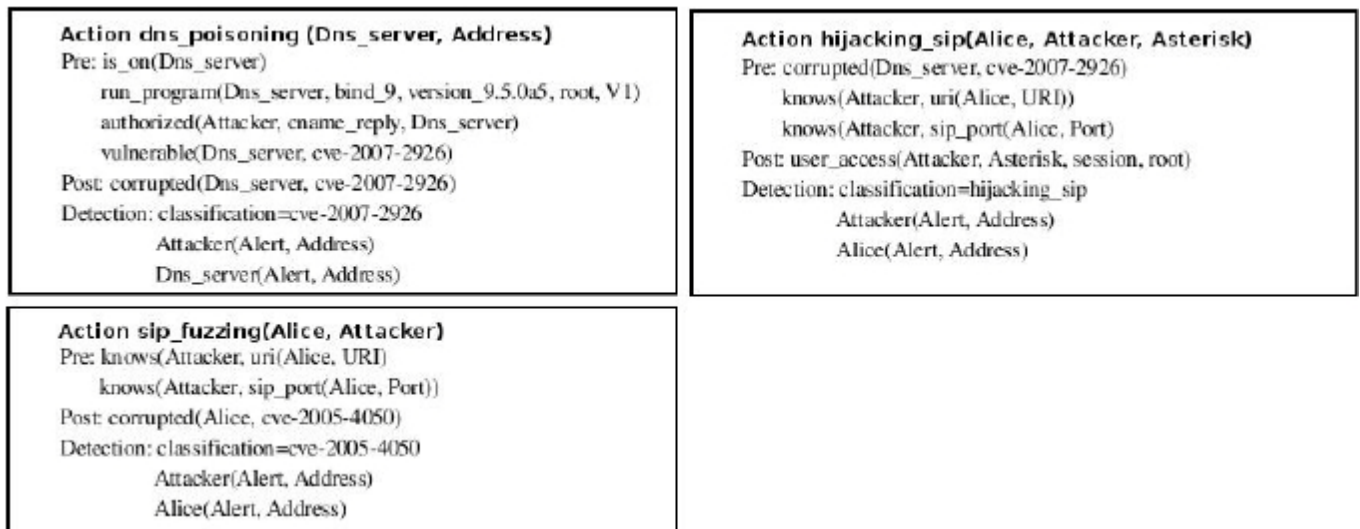 Action dns_poisoning (Dns_server, Address)
Pre: is_on(Dns_server)
run_program(Dns_server, bind_9, version_9.5.0a5, root, V1)
authorized(Attacker, cname_reply, Dns_server)
vulnerable(Dns_server, cve-2007-2926)
Post: corrupted(Dns_server, cve-2007-2926)
Detection: classification=cve-2007-2926
Attacker(Alert, Address)
Dns_server(Alert, Address)
Action hijacking_sip(Alice, Attacker, Asterisk)
Pre: corrupted(Dns_server, cve-2007-2926)
knows(Attacker, uri(Alice, URI))
knows(Attacker, sip_port(Alice, Port)
Post: user_access(Attacker, Asterisk, session, root)
Detection: classification=hijacking_sip
Attacker(Alert, Address)
Alice(Alert, Address)
Action sip_fuzzing(Alice, Attacker)
Pre: knows(Attacker, uri(Alice, URI)
knows(Attacker, sip_port(Alice, Port))
Post: corrupted(Alice, cve-2005-4050)
Detection: classification=cve-2005-4050
Attacker(Alert, Address)
Alice(Alert, Address)